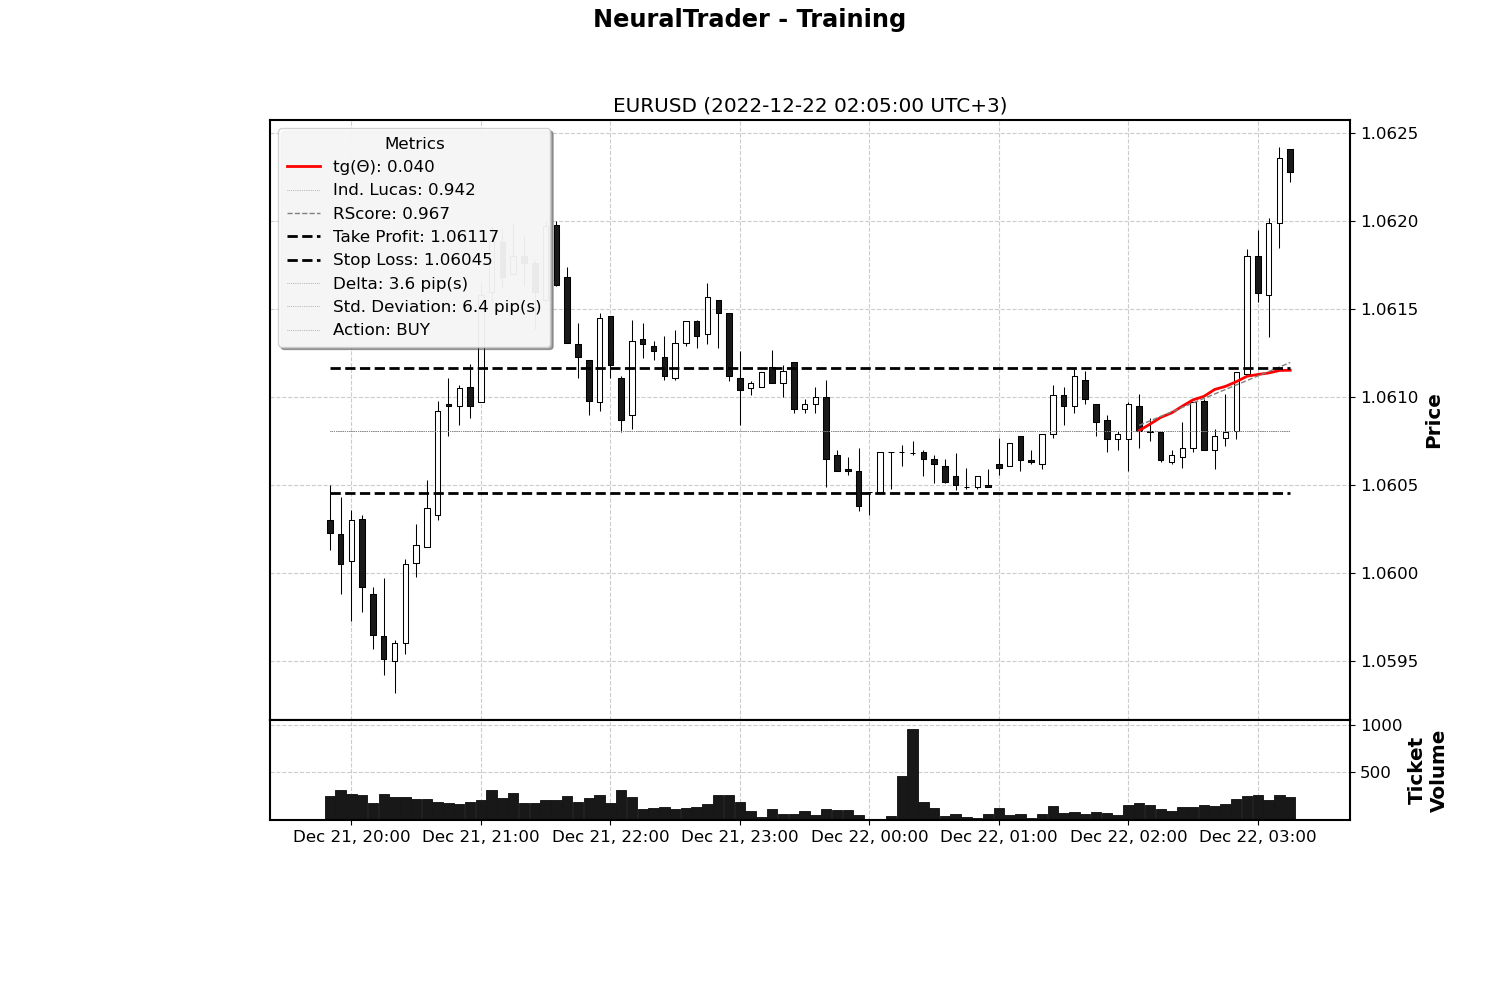 NeuralTrader - Training
EURUSD (2022-12-22 02:05:00 UTC+3)
Metrics
tg(Θ): 0.040
Ind. Lucas: 0.942
RScore: 0.967
Take Profit: 1.06117
Stop Loss: 1.06045
Delta: 3.6 pip(s)
Std. Deviation: 6.4 pip(s)
Action: BUY
1.0625
1.0620
1.0615
1.0610
1.0605
1.0600
1.0595
Price
1000
500
Ticket
Volume
Dec 21, 20:00 Dec 21, 21:00 Dec 21, 22:00 Dec 21, 23:00 Dec 22, 00:00 Dec 22, 01:00 Dec 22, 02:00 Dec 22, 03:00